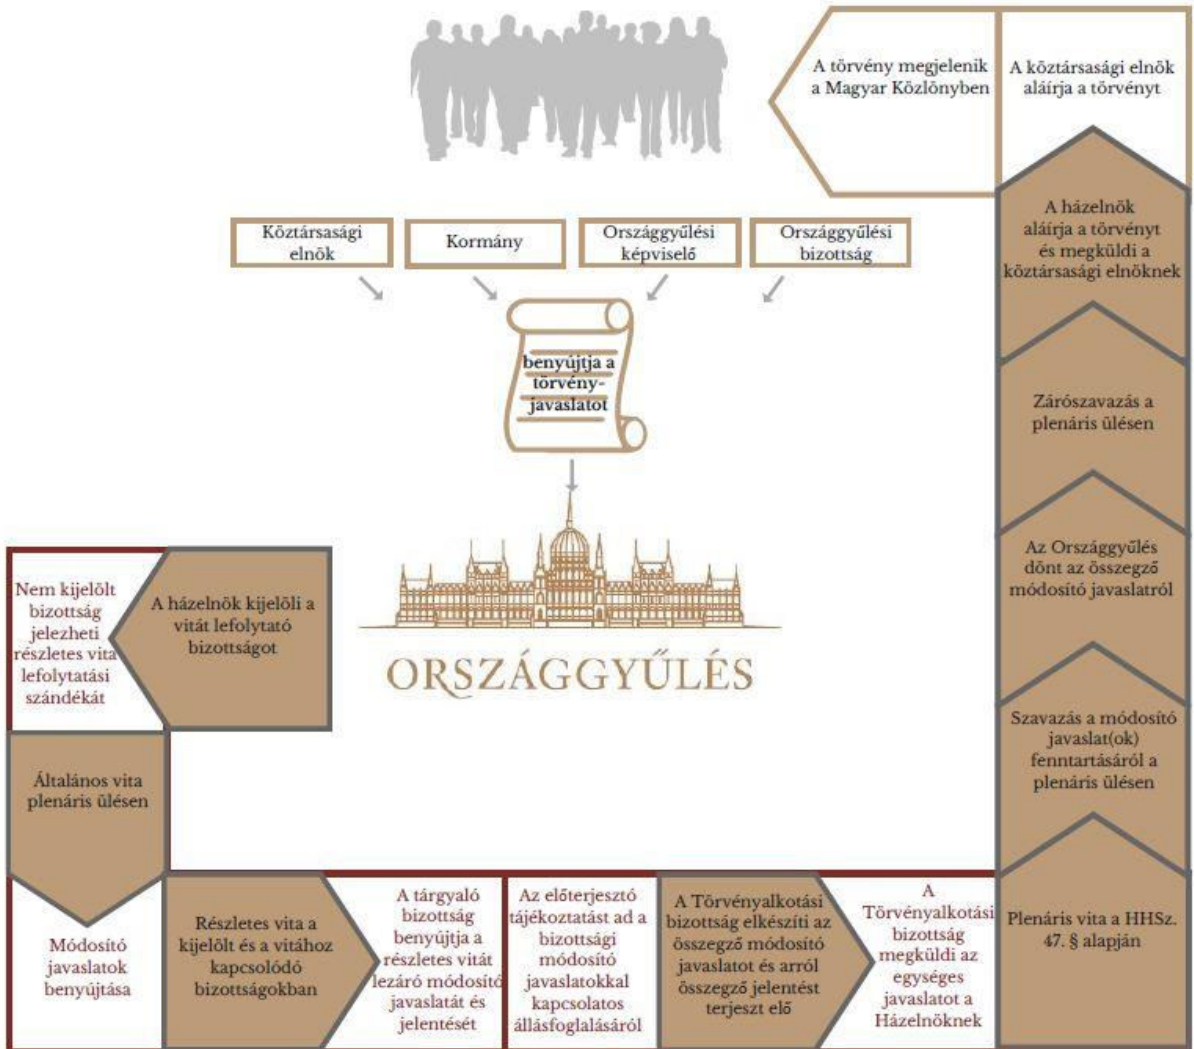 A törvény megjelenik
a Magyar Közlönyben
A köztársasági elnök
aláírja a törvényt
A házelnök
aláírja a törvényt
és megküldi a
köztársasági elnöknek
Köztársasági
elnök
Kormány
Országgyűlési
képviselő
Országgyűlési
bizottság
benyújtja a
törvény-
javaslatot
Zárószavazás a
plenáris ülésen
Az Országgyűlés
dönt az összegző
módosító javaslatról
ORSZÁGGYŰLÉS
Nem kijelölt
bizottság
jelezheti
részletes vita
lefolytatási
szándékát
A házelnök kijelöli a
vitát lefolytató
bizottságot
Szavazás a módosító
javaslat(ok)
fenntartásáról a
plenáris ülésen
Általános vita
plenáris ülésen
Módosító
javaslatok
benyújtása
Részletes vita a
kijelölt és a vitához
kapcsolódó
bizottságokban
A tárgyaló
bizottság
benyújtja a
részletes vitát
lezáró módosító
javaslatát és
jelentését
Az előterjesztó
tájékoztatást ad a
bizottsági
módosító
javaslatokkal
kapcsolatos
állásfoglalásáról
A Törvényalkotási
bizottság elkészíti az
összegző módosító
javaslatot és arról
összegző jelentést
terjeszt elő
A
Törvényalkotási
bizottság
megküldi az
egységes
javaslatot a
Házelnöknek
Plenáris vita a HHSz.
47. § alapján